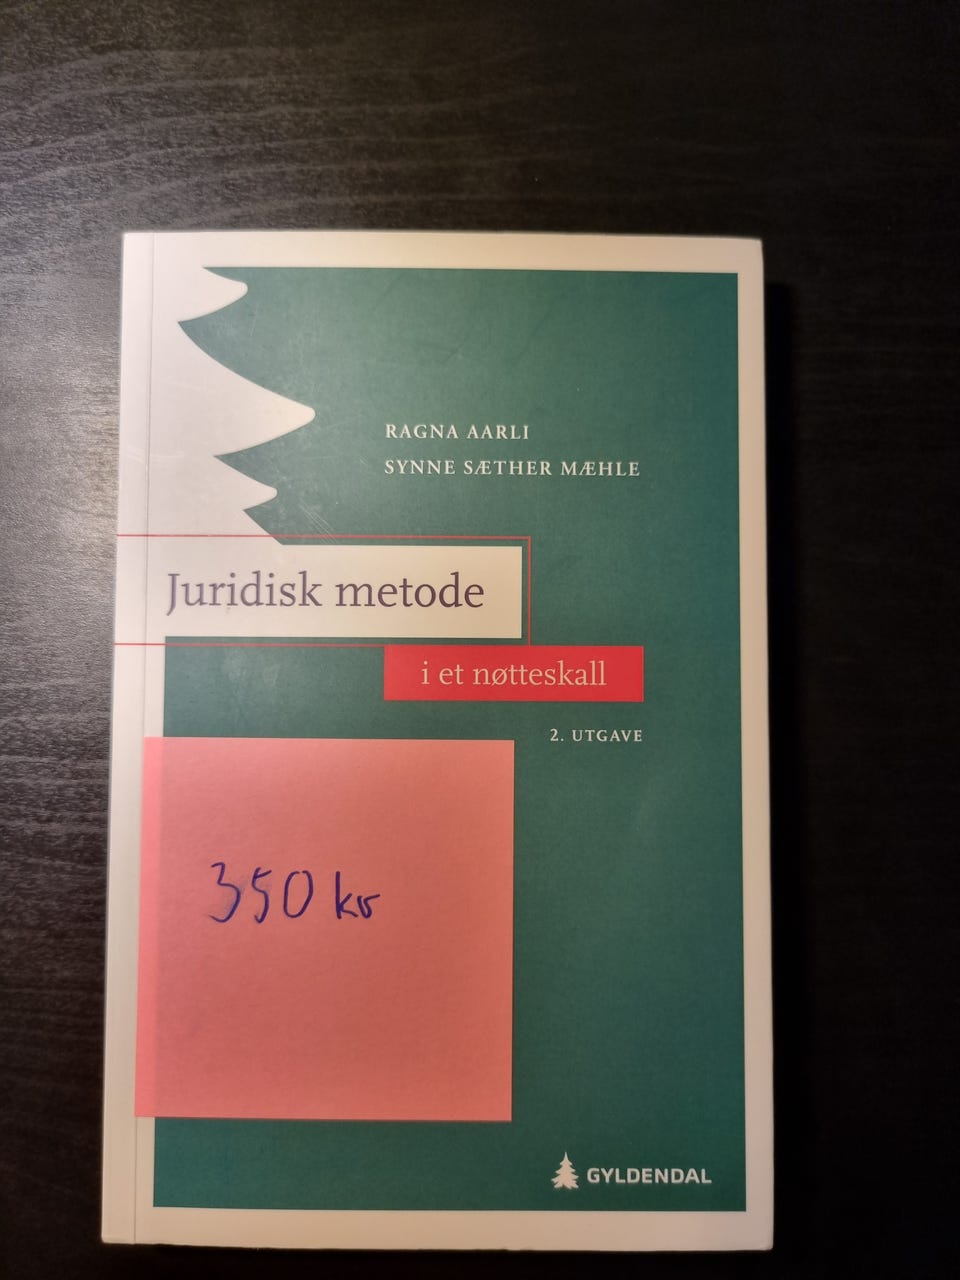 RAGNA AARLI
SYNNE SÆTHER MÆHLE
Juridisk metode
i et nøtteskall
2. UTGAVE
350 kr
GYLDENDAL